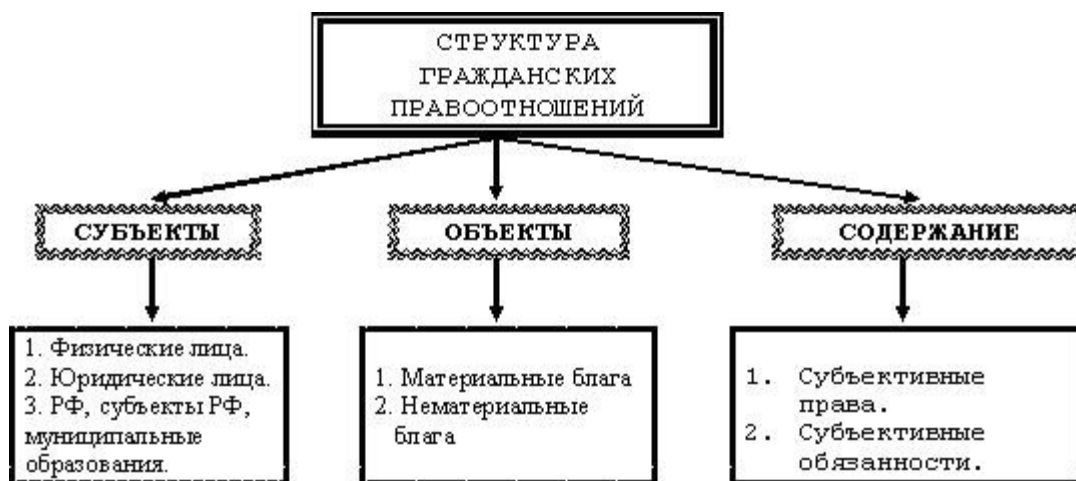 СТРУКТУРА
ГРАЖДАНСКИХ
ПРАВООТНОШЕНИЙ
СУБЪЕКТЫ
ОБЪЕКТЫ
СОДЕРЖАНИЕ
1. Физические лица.
2. Юридические лица.
3. РФ, субъекты РФ,
муниципальные
образования.
1. Материальные блага
2. Нематериальные
блага
1. Субъективные
права.
2. Субъективные
обязанности.